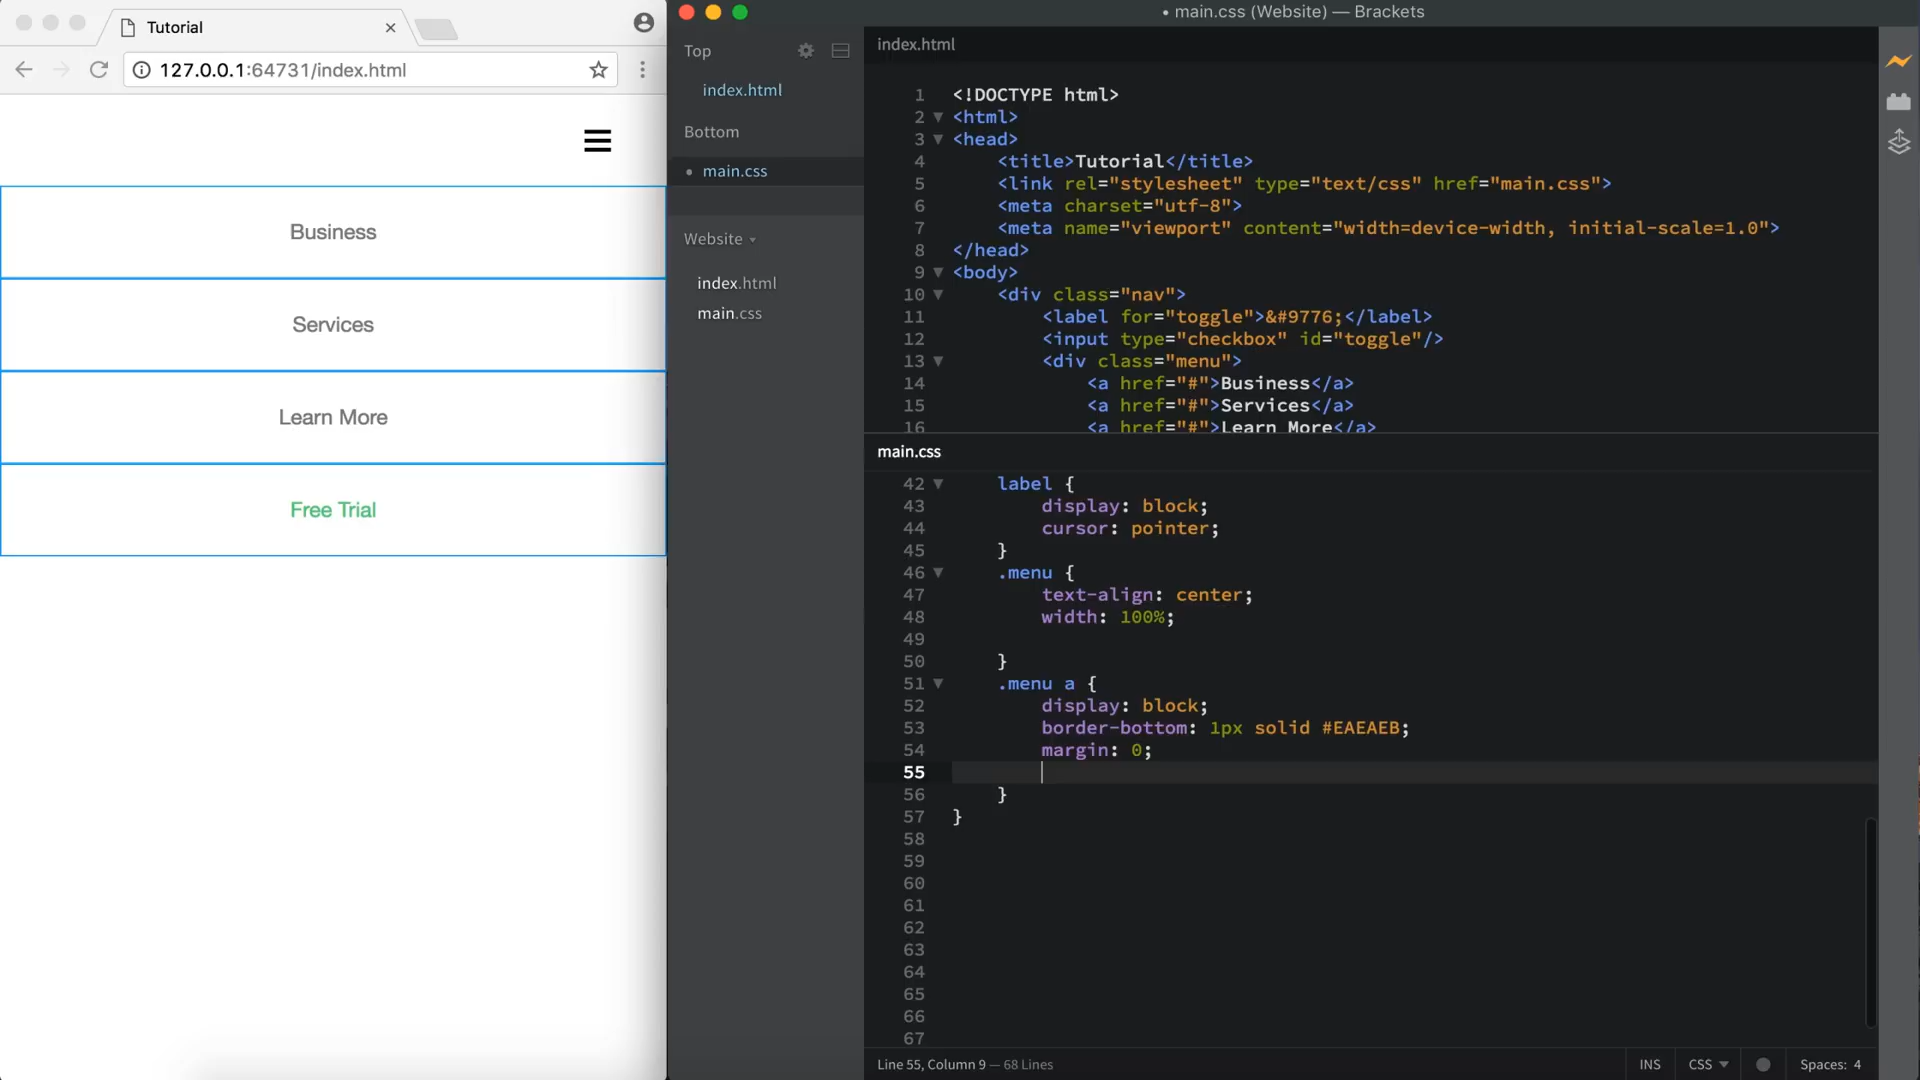 Tutorial
127.0.0.1:64731/index.html
Business
Services
Learn More
Free Trial
• main.css (Website) — Brackets
Top
index.html
Bottom
• main.css
Website
index.html
main.css
index.html
1 <!DOCTYPE html>
2 <html>
3 <head>
4 <title>Tutorial</title>
5 <link rel="stylesheet" type="text/css" href="main.css">
6 <meta charset="utf-8">
7 <meta name="viewport" content="width=device-width, initial-scale=1.0">
8 </head>
9 <body>
10 <div class="nav">
11 <label for="toggle">&#9776;</label>
12 <input type="checkbox" id="toggle"/>
13 <div class="menu">
14 <a href="#">Business</a>
15 <a href="#">Services</a>
16 <a href="#">Learn More</a>
main.css
42 label {
43 display: block;
44 cursor: pointer;
45 }
46 .menu {
47 text-align: center;
48 width: 100%;
49
50 }
51 .menu a {
52 display: block;
53 border-bottom: 1px solid #EAEAEB;
54 margin: 0;
55
56 }
57 }
58
59
60
61
62
63
64
65
66
67
Line 55, Column 9 — 68 Lines
INS
CSS
Spaces: 4